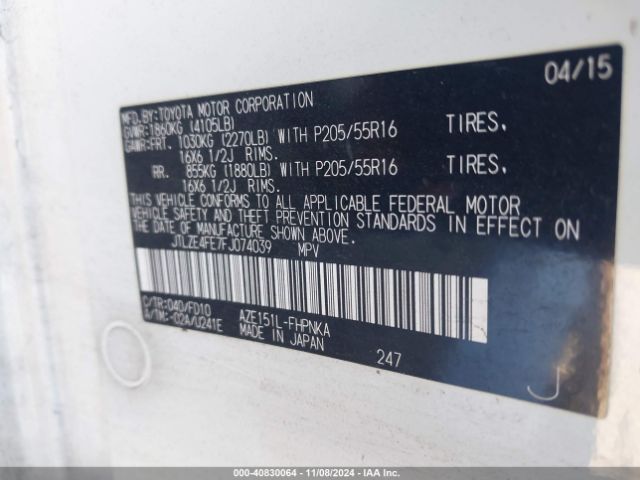 04/15
MFD.BY:TOYOTA MOTOR CORPORATION
GVWR:1860KG (4105LB)
GAWR:FRT. 1030KG (2270LB) WITH P205/55R16 TIRES.
16X6 1/2J RIMS.
RR. 855KG (1880LB) WITH P205/55R16 TIRES.
16X6 1/2J RIMS.
THIS VEHICLE CONFORMS TO ALL APPLICABLE FEDERAL MOTOR
VEHICLE SAFETY AND THEFT PREVENTION STANDARDS IN EFFECT ON
THE DATE OF MANUFACTURE SHOWN ABOVE.
JTLZE4FE7FJ074039 MPV
C/TR:040/FD10 AZE151L-FHPNKA
A/TM:-02A/U241E MADE IN JAPAN
247
J
000-40830064 - 11/08/2024 - IAA Inc.